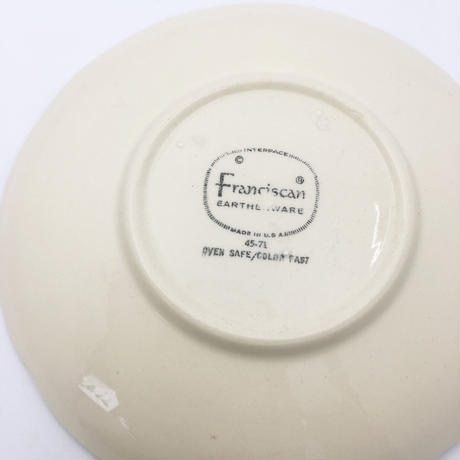 INTERPACE
© ®
Franciscan
EARTHENWARE
MADE IN U.S.A.
45-71
OVEN SAFE/COLOR FAST